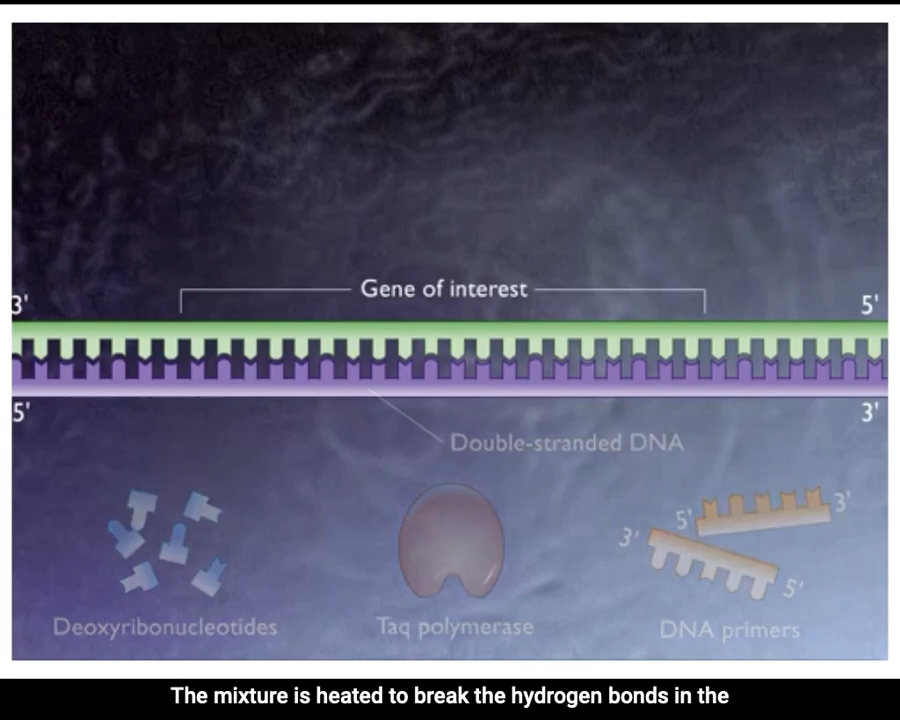 Gene of interest
3'
5'
5'
3'
Double-stranded DNA
5'
3'
3'
5'
Deoxyribonucleotides
Taq polymerase
DNA primers
The mixture is heated to break the hydrogen bonds in the